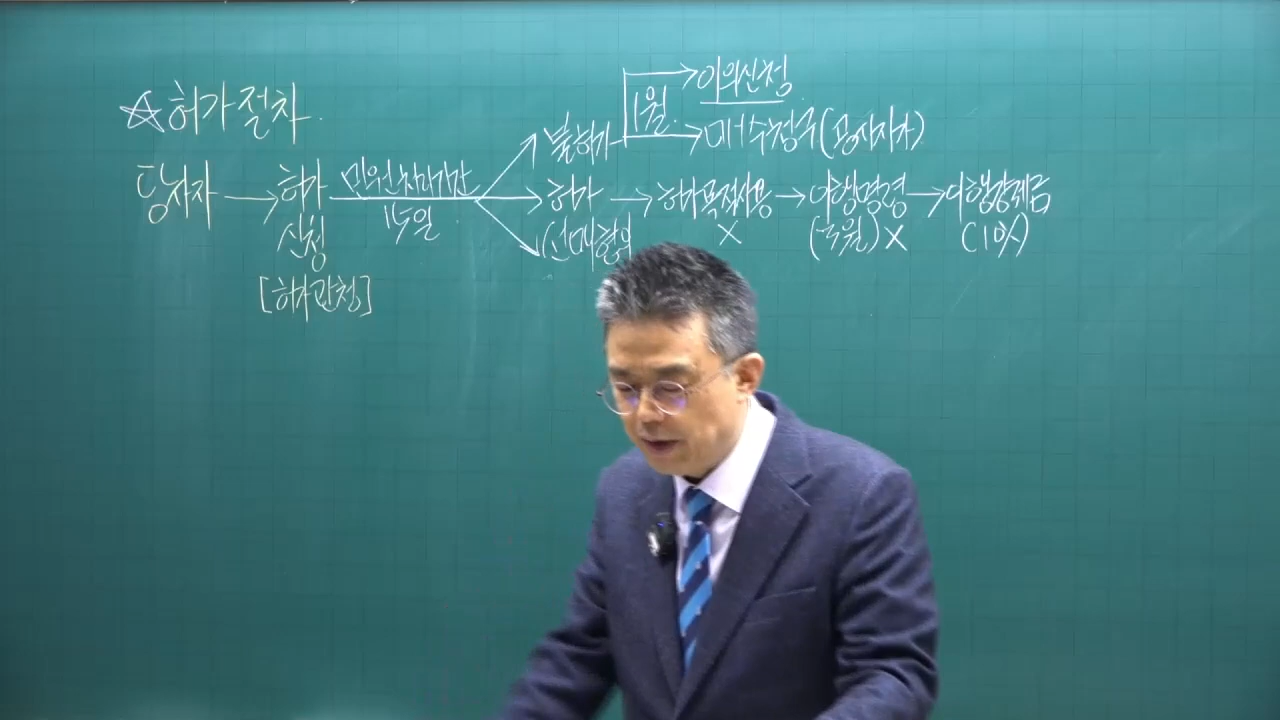 ☆허가절차.
당사자 → 허가신청 [허가관청]
민원처리기간 15일
불허가 1월 → 이의신청
→ 매수청구(공사지자)
허가 → 허가목적사용 X → 이행명령 (3월) X → 이행강제금 (10%)
선매협의